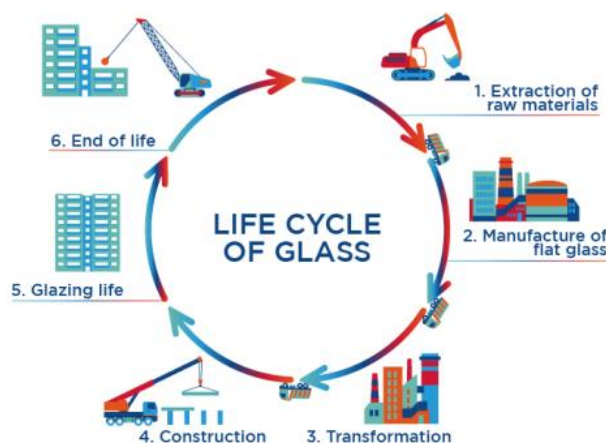 LIFE CYCLE
OF GLASS
1. Extraction of
raw materials
2. Manufacture of
flat glass
3. Transformation
4. Construction
5. Glazing life
6. End of life